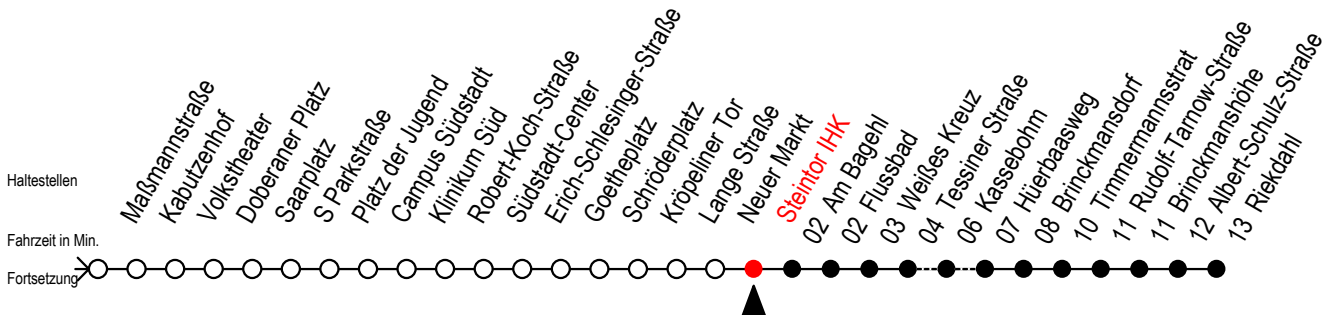 Haltestellen
Fahrzeit in Min.
Fortsetzung
Maßmannstraße
Kabutzenhof
Volkstheater
Doberaner Platz
Saarplatz
S Parkstraße
Platz der Jugend
Campus Südstadt
Klinikum Süd
Robert-Koch-Straße
Südstadt-Center
Erich-Schlesinger-Straße
Goetheplatz
Schröderplatz
Kröpeliner Tor
Lange Straße
Neuer Markt
Steintor IHK
02 Am Bagehl
02 Flussbad
03 Weißes Kreuz
04 Tessiner Straße
06 Kassebohm
07 Hüerbaasweg
08 Brinckmansdorf
10 Timmermannsstrat
11 Rudolf-Tarnow-Straße
11 Brinckmanshöhe
12 Albert-Schulz-Straße
13 Riekdahl